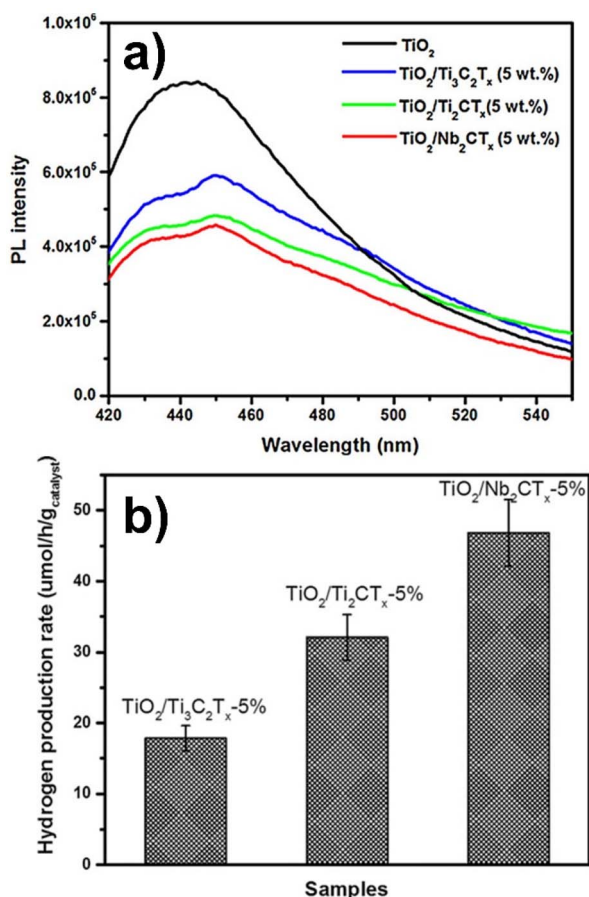 a)
TiO₂
TiO₂/Ti₃C₂Tₓ (5 wt.%)
TiO₂/Ti₂CTₓ(5 wt.%)
TiO₂/Nb₂CTₓ (5 wt.%)
PL intensity
1.0x10⁶
8.0x10⁵
6.0x10⁵
4.0x10⁵
2.0x10⁵
0.0
420 440 460 480 500 520 540
Wavelength (nm)
b)
Hydrogen production rate (umol/h/g_catalyst)
50
40
30
20
10
0
TiO₂/Nb₂CTₓ-5%
TiO₂/Ti₂CTₓ-5%
TiO₂/Ti₃C₂Tₓ-5%
Samples